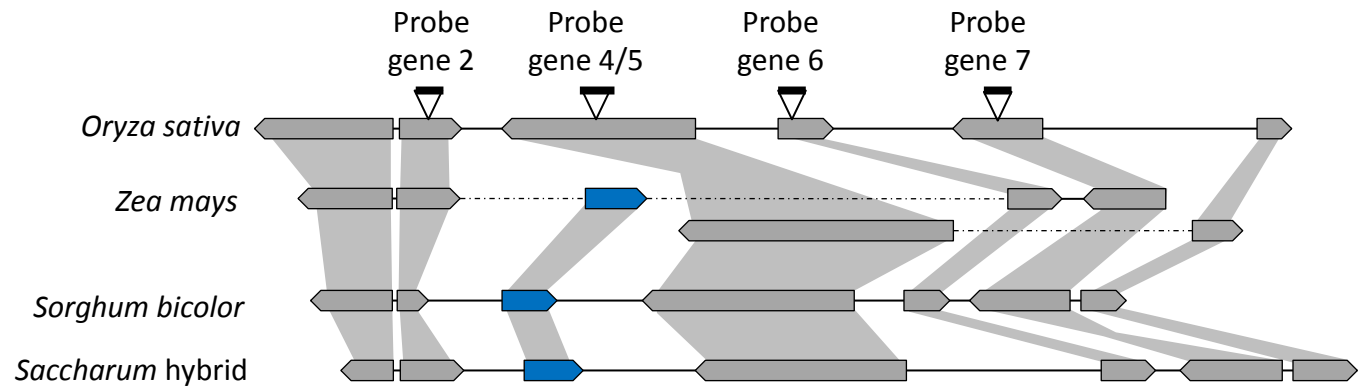 Probe
gene 2
Probe
gene 4/5
Probe
gene 6
Probe
gene 7
Oryza sativa
Zea mays
Sorghum bicolor
Saccharum hybrid